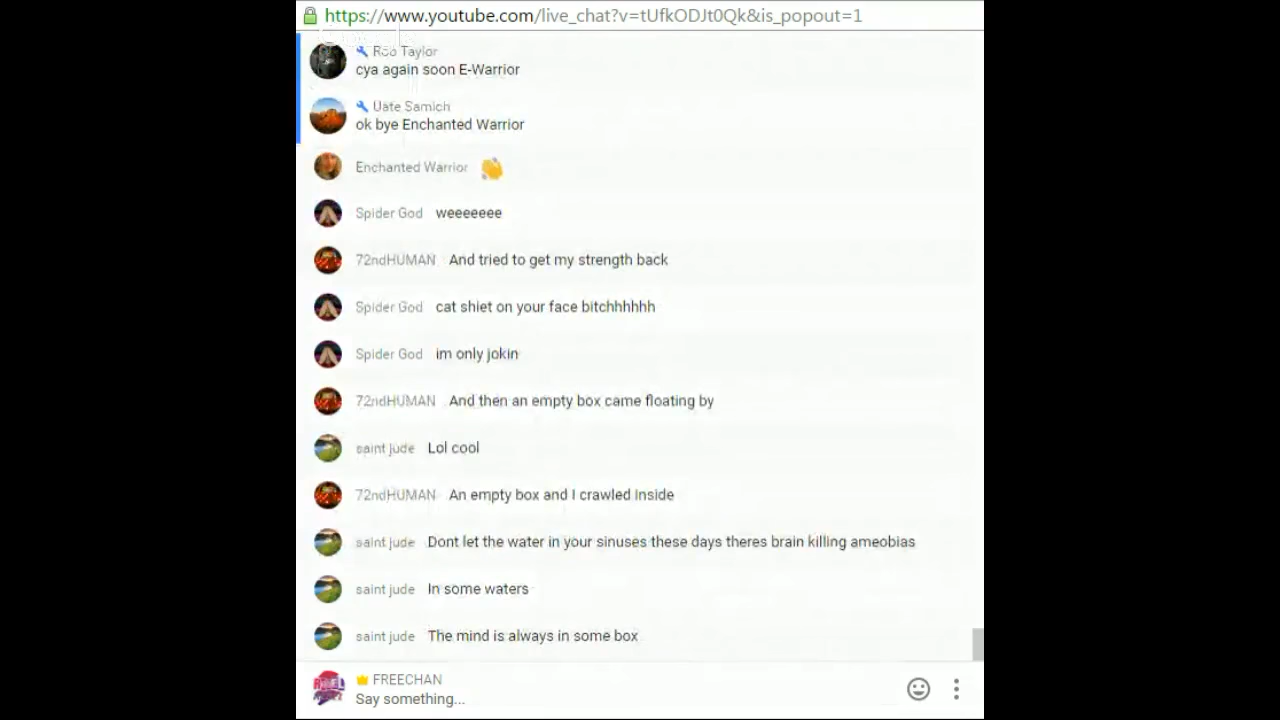 https://www.youtube.com/live_chat?v=tUfkODJt0Qk&is_popout=1
Rob Taylor
cya again soon E-Warrior
Uate Samich
ok bye Enchanted Warrior
Enchanted Warrior
Spider God weeeeeee
72ndHUMAN And tried to get my strength back
Spider God cat shiet on your face bitchhhhhh
Spider God im only jokin
72ndHUMAN And then an empty box came floating by
saint jude Lol cool
72ndHUMAN An empty box and I crawled inside
saint jude Dont let the water in your sinuses these days theres brain killing ameobias
saint jude In some waters
saint jude The mind is always in some box
FREECHAN
Say something...